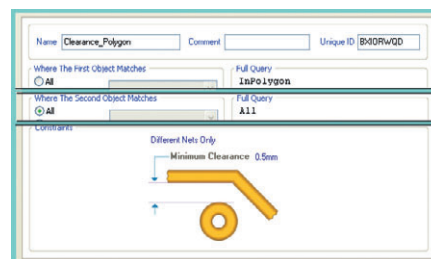 Name Clearance_Polygon Comment Unique ID BXIORWQD
Where The First Object Matches Full Query
All InPolygon
Where The Second Object Matches Full Query
All All
Constraints
Different Nets Only
Minimum Clearance 0.5mm